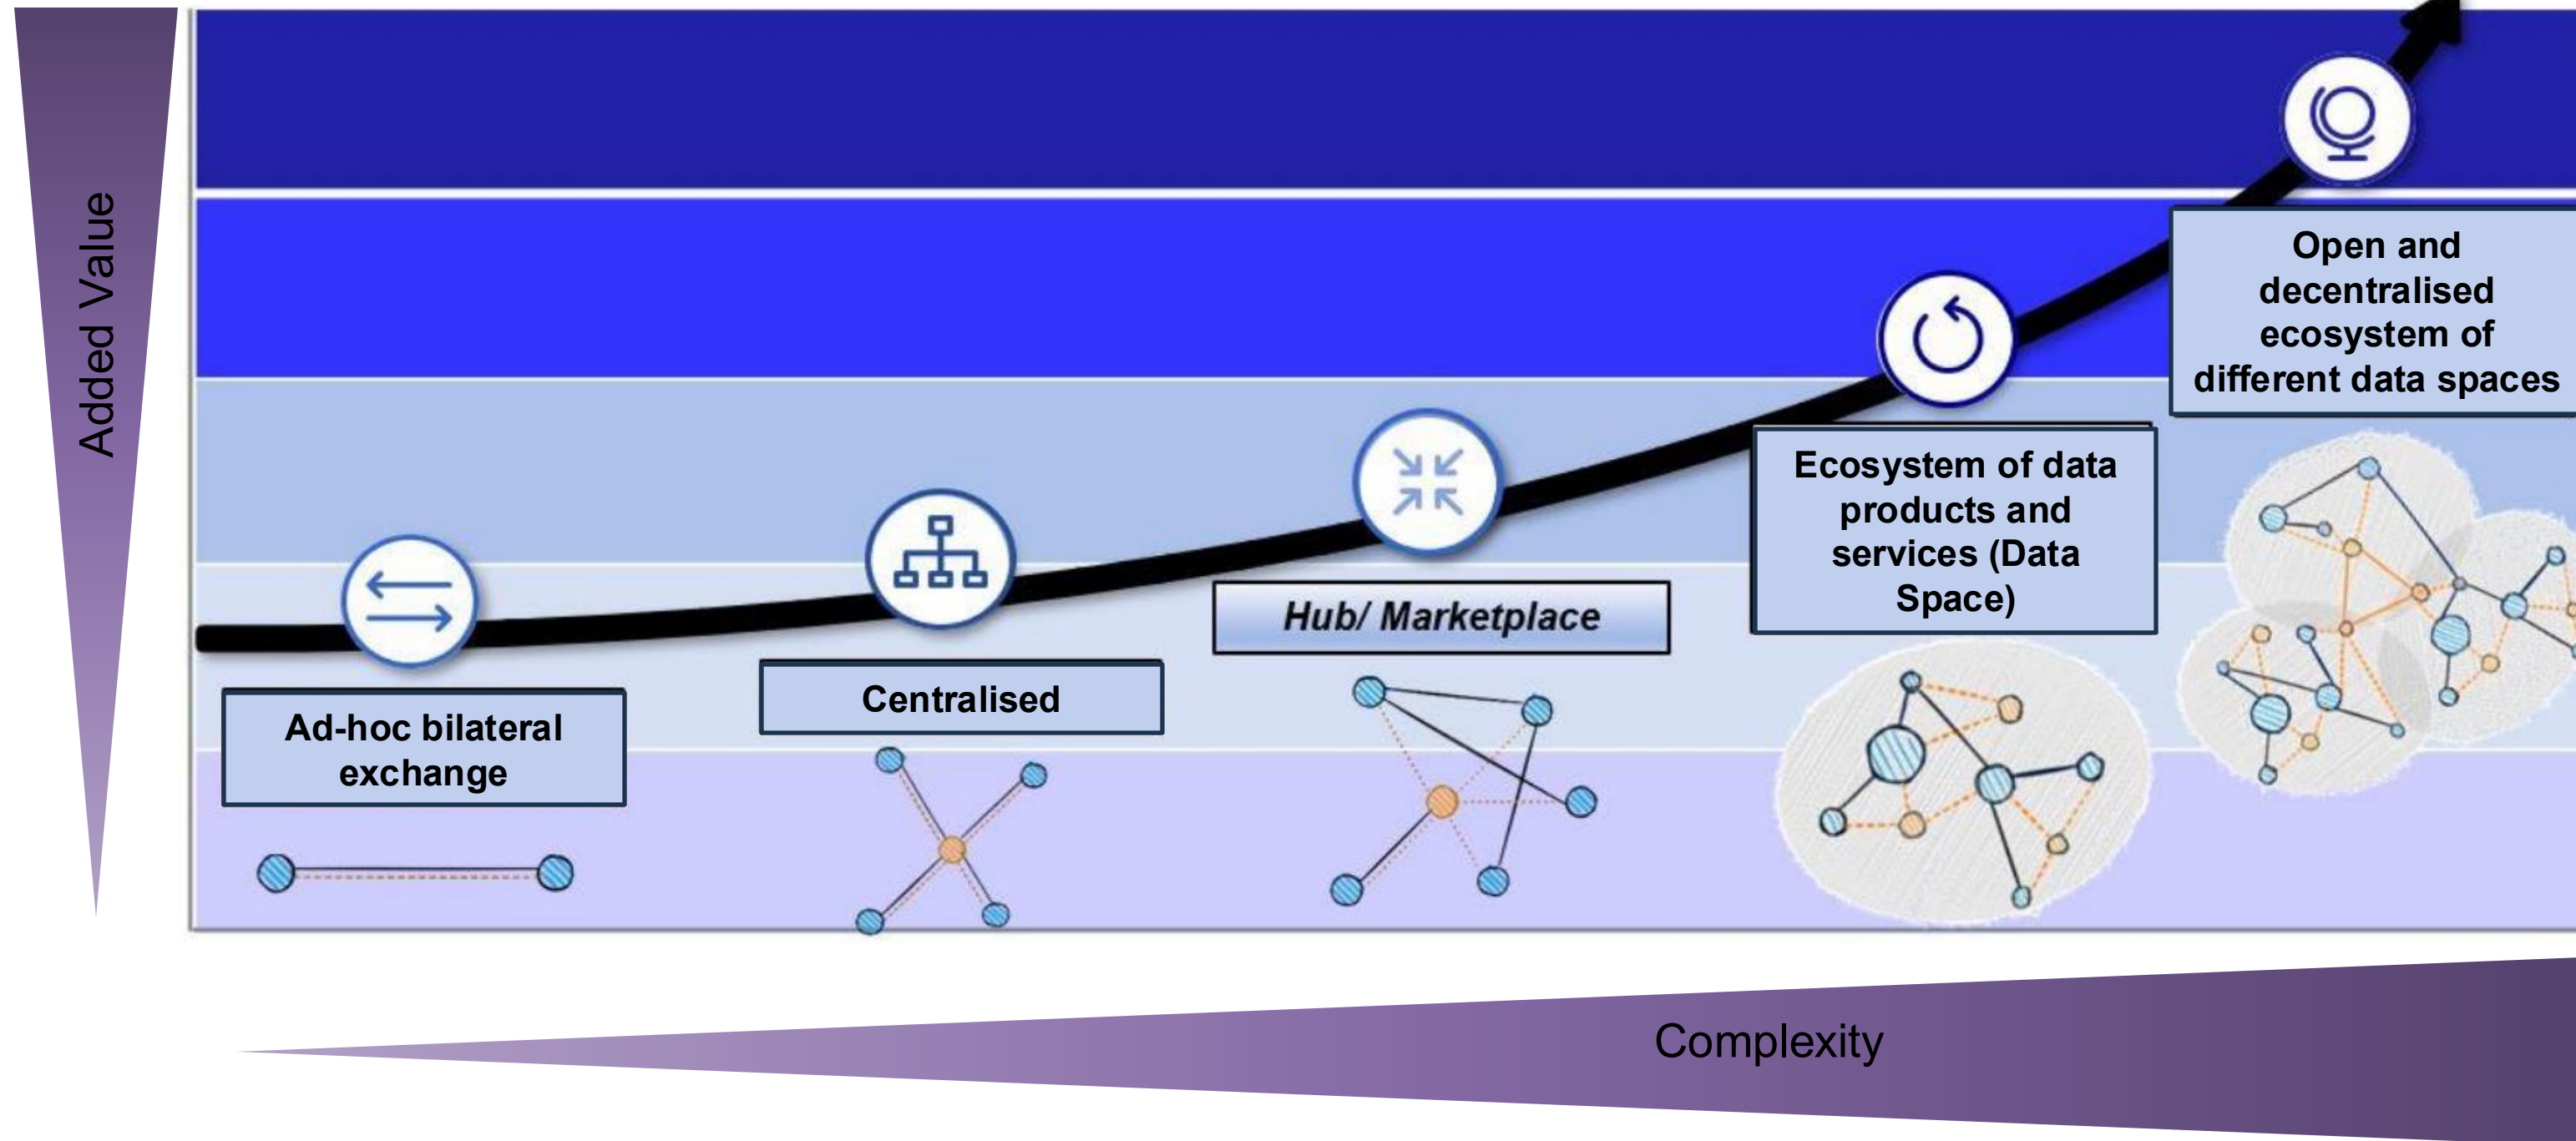 Added Value
Open and
decentralised
ecosystem of
different data spaces
Ecosystem of data
products and
services (Data
Space)
Hub/ Marketplace
Centralised
Ad-hoc bilateral
exchange
Complexity